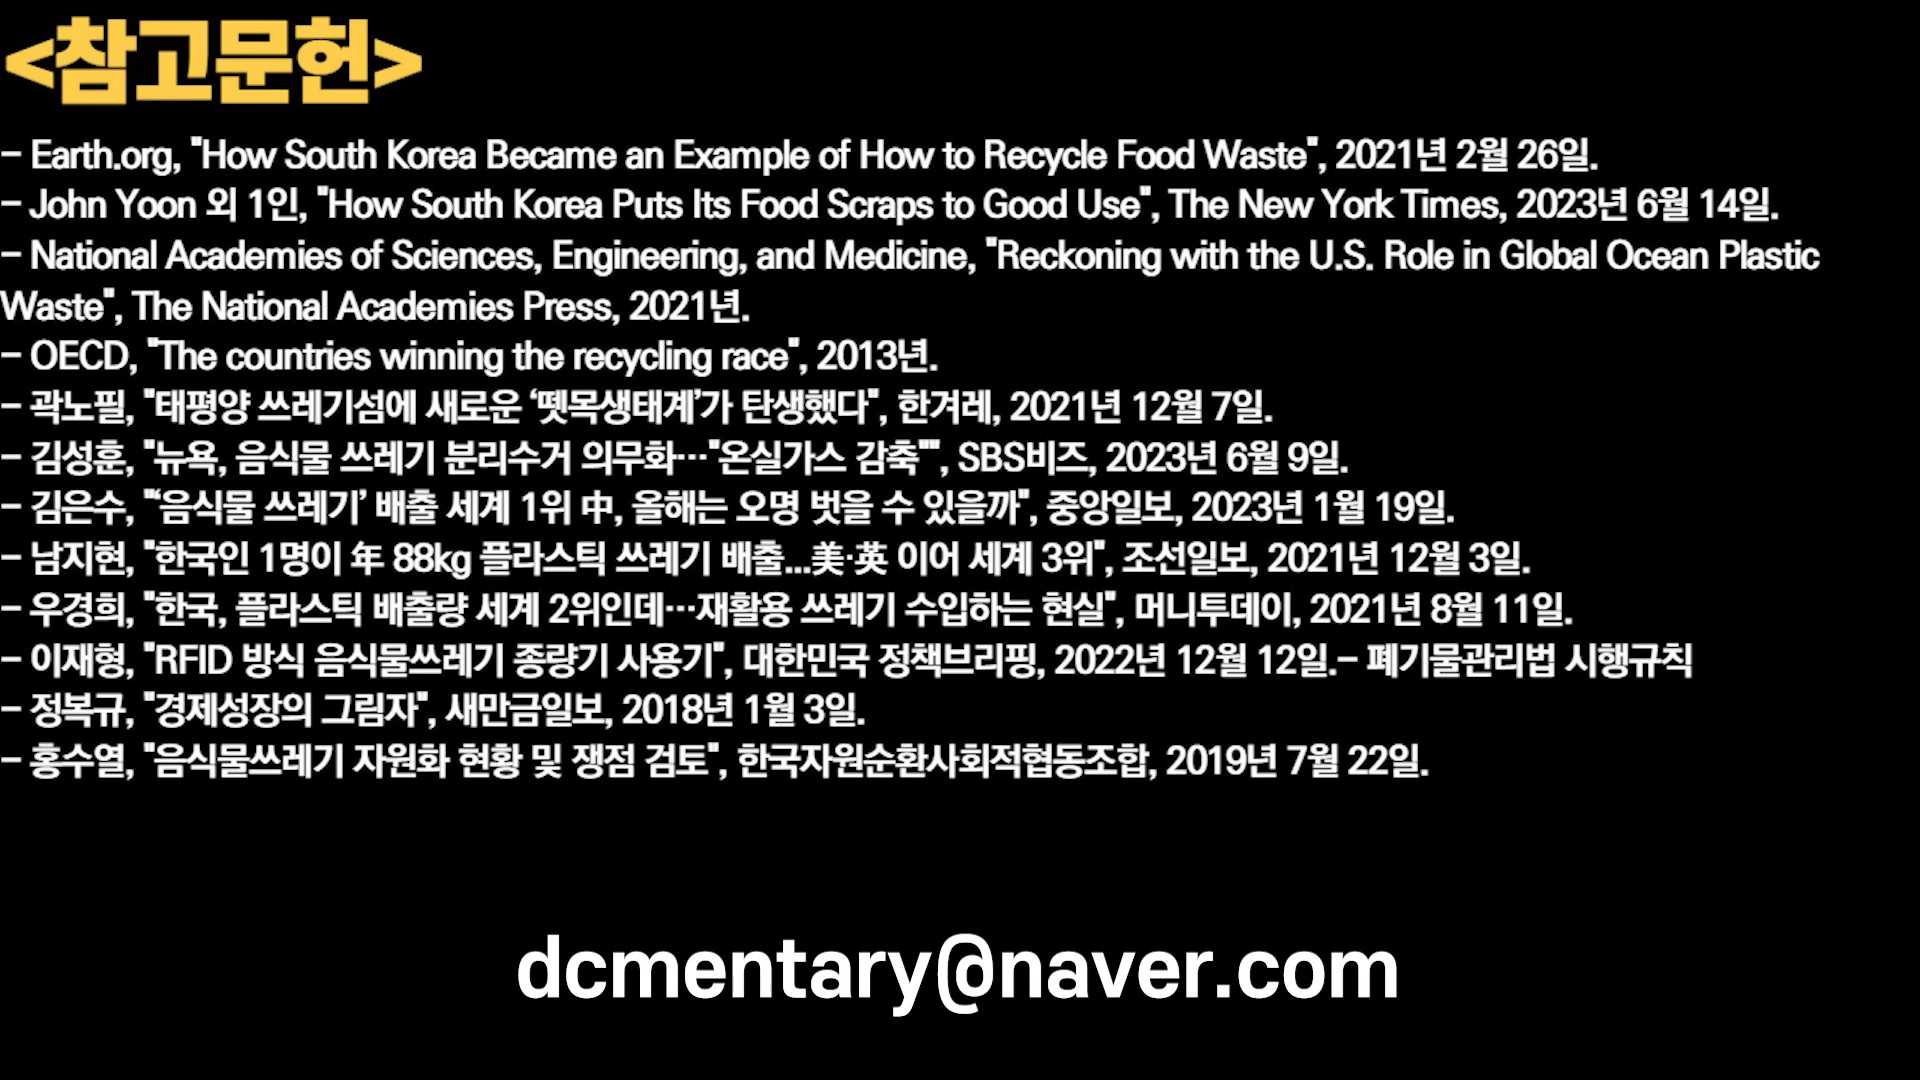 <참고문헌>
- Earth.org, "How South Korea Became an Example of How to Recycle Food Waste", 2021년 2월 26일.
- John Yoon 외 1인, "How South Korea Puts Its Food Scraps to Good Use", The New York Times, 2023년 6월 14일.
- National Academies of Sciences, Engineering, and Medicine, "Reckoning with the U.S. Role in Global Ocean Plastic
Waste", The National Academies Press, 2021년.
- OECD, "The countries winning the recycling race", 2013년.
- 곽노필, "태평양 쓰레기섬에 새로운 ‘뗏목생태계’가 탄생했다", 한겨레, 2021년 12월 7일.
- 김성훈, "뉴욕, 음식물 쓰레기 분리수거 의무화…"온실가스 감축"", SBS비즈, 2023년 6월 9일.
- 김은수, "‘음식물 쓰레기’ 배출 세계 1위 中, 올해는 오명 벗을 수 있을까", 중앙일보, 2023년 1월 19일.
- 남지현, "한국인 1명이 年 88kg 플라스틱 쓰레기 배출...美·英 이어 세계 3위", 조선일보, 2021년 12월 3일.
- 우경희, "한국, 플라스틱 배출량 세계 2위인데…재활용 쓰레기 수입하는 현실", 머니투데이, 2021년 8월 11일.
- 이재형, "RFID 방식 음식물쓰레기 종량기 사용기", 대한민국 정책브리핑, 2022년 12월 12일.- 폐기물관리법 시행규칙
- 정복규, "경제성장의 그림자", 새만금일보, 2018년 1월 3일.
- 홍수열, "음식물쓰레기 자원화 현황 및 쟁점 검토", 한국자원순환사회적협동조합, 2019년 7월 22일.
dcmentary@naver.com